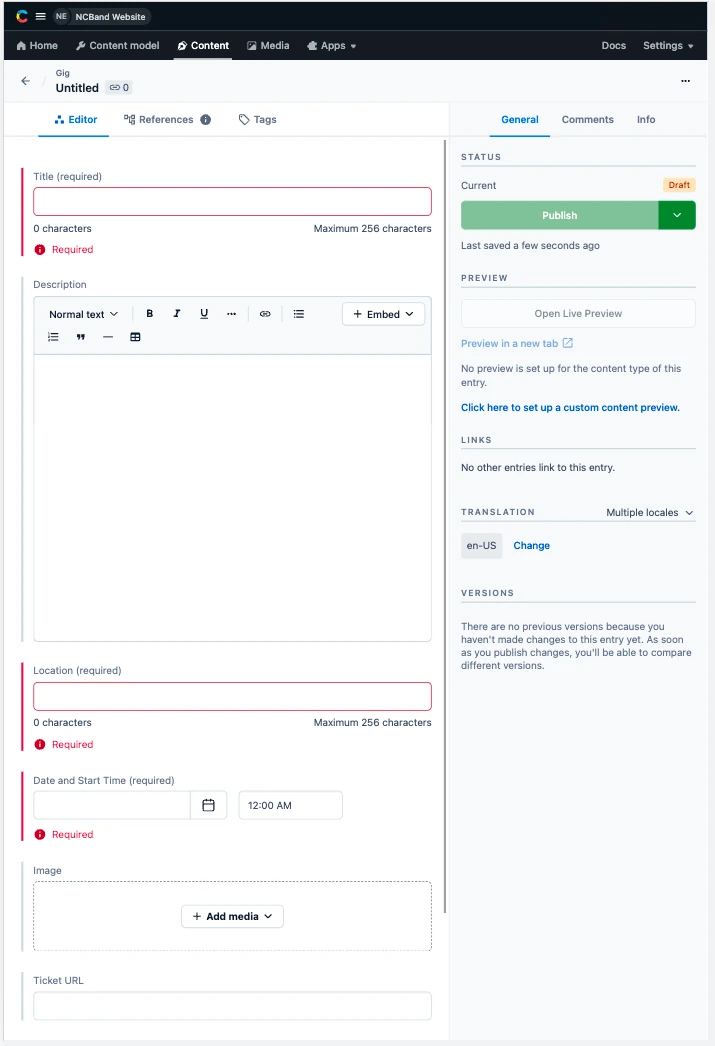 NE NCBand Website
Home Content model Content Media Apps Docs Settings
Gig
Untitled 0
Editor References Tags
General Comments Info
Title (required)
0 characters Maximum 256 characters
Required
Description
Normal text B I U Embed
Location (required)
0 characters Maximum 256 characters
Required
Date and Start Time (required)
12:00 AM
Required
Image
Add media
Ticket URL
STATUS
Current Draft
Publish
Last saved a few seconds ago
PREVIEW
Open Live Preview
Preview in a new tab
No preview is set up for the content type of this
entry.
Click here to set up a custom content preview.
LINKS
No other entries link to this entry.
TRANSLATION Multiple locales
en-US Change
VERSIONS
There are no previous versions because you
haven't made changes to this entry yet. As soon
as you publish changes, you'll be able to compare
different versions.